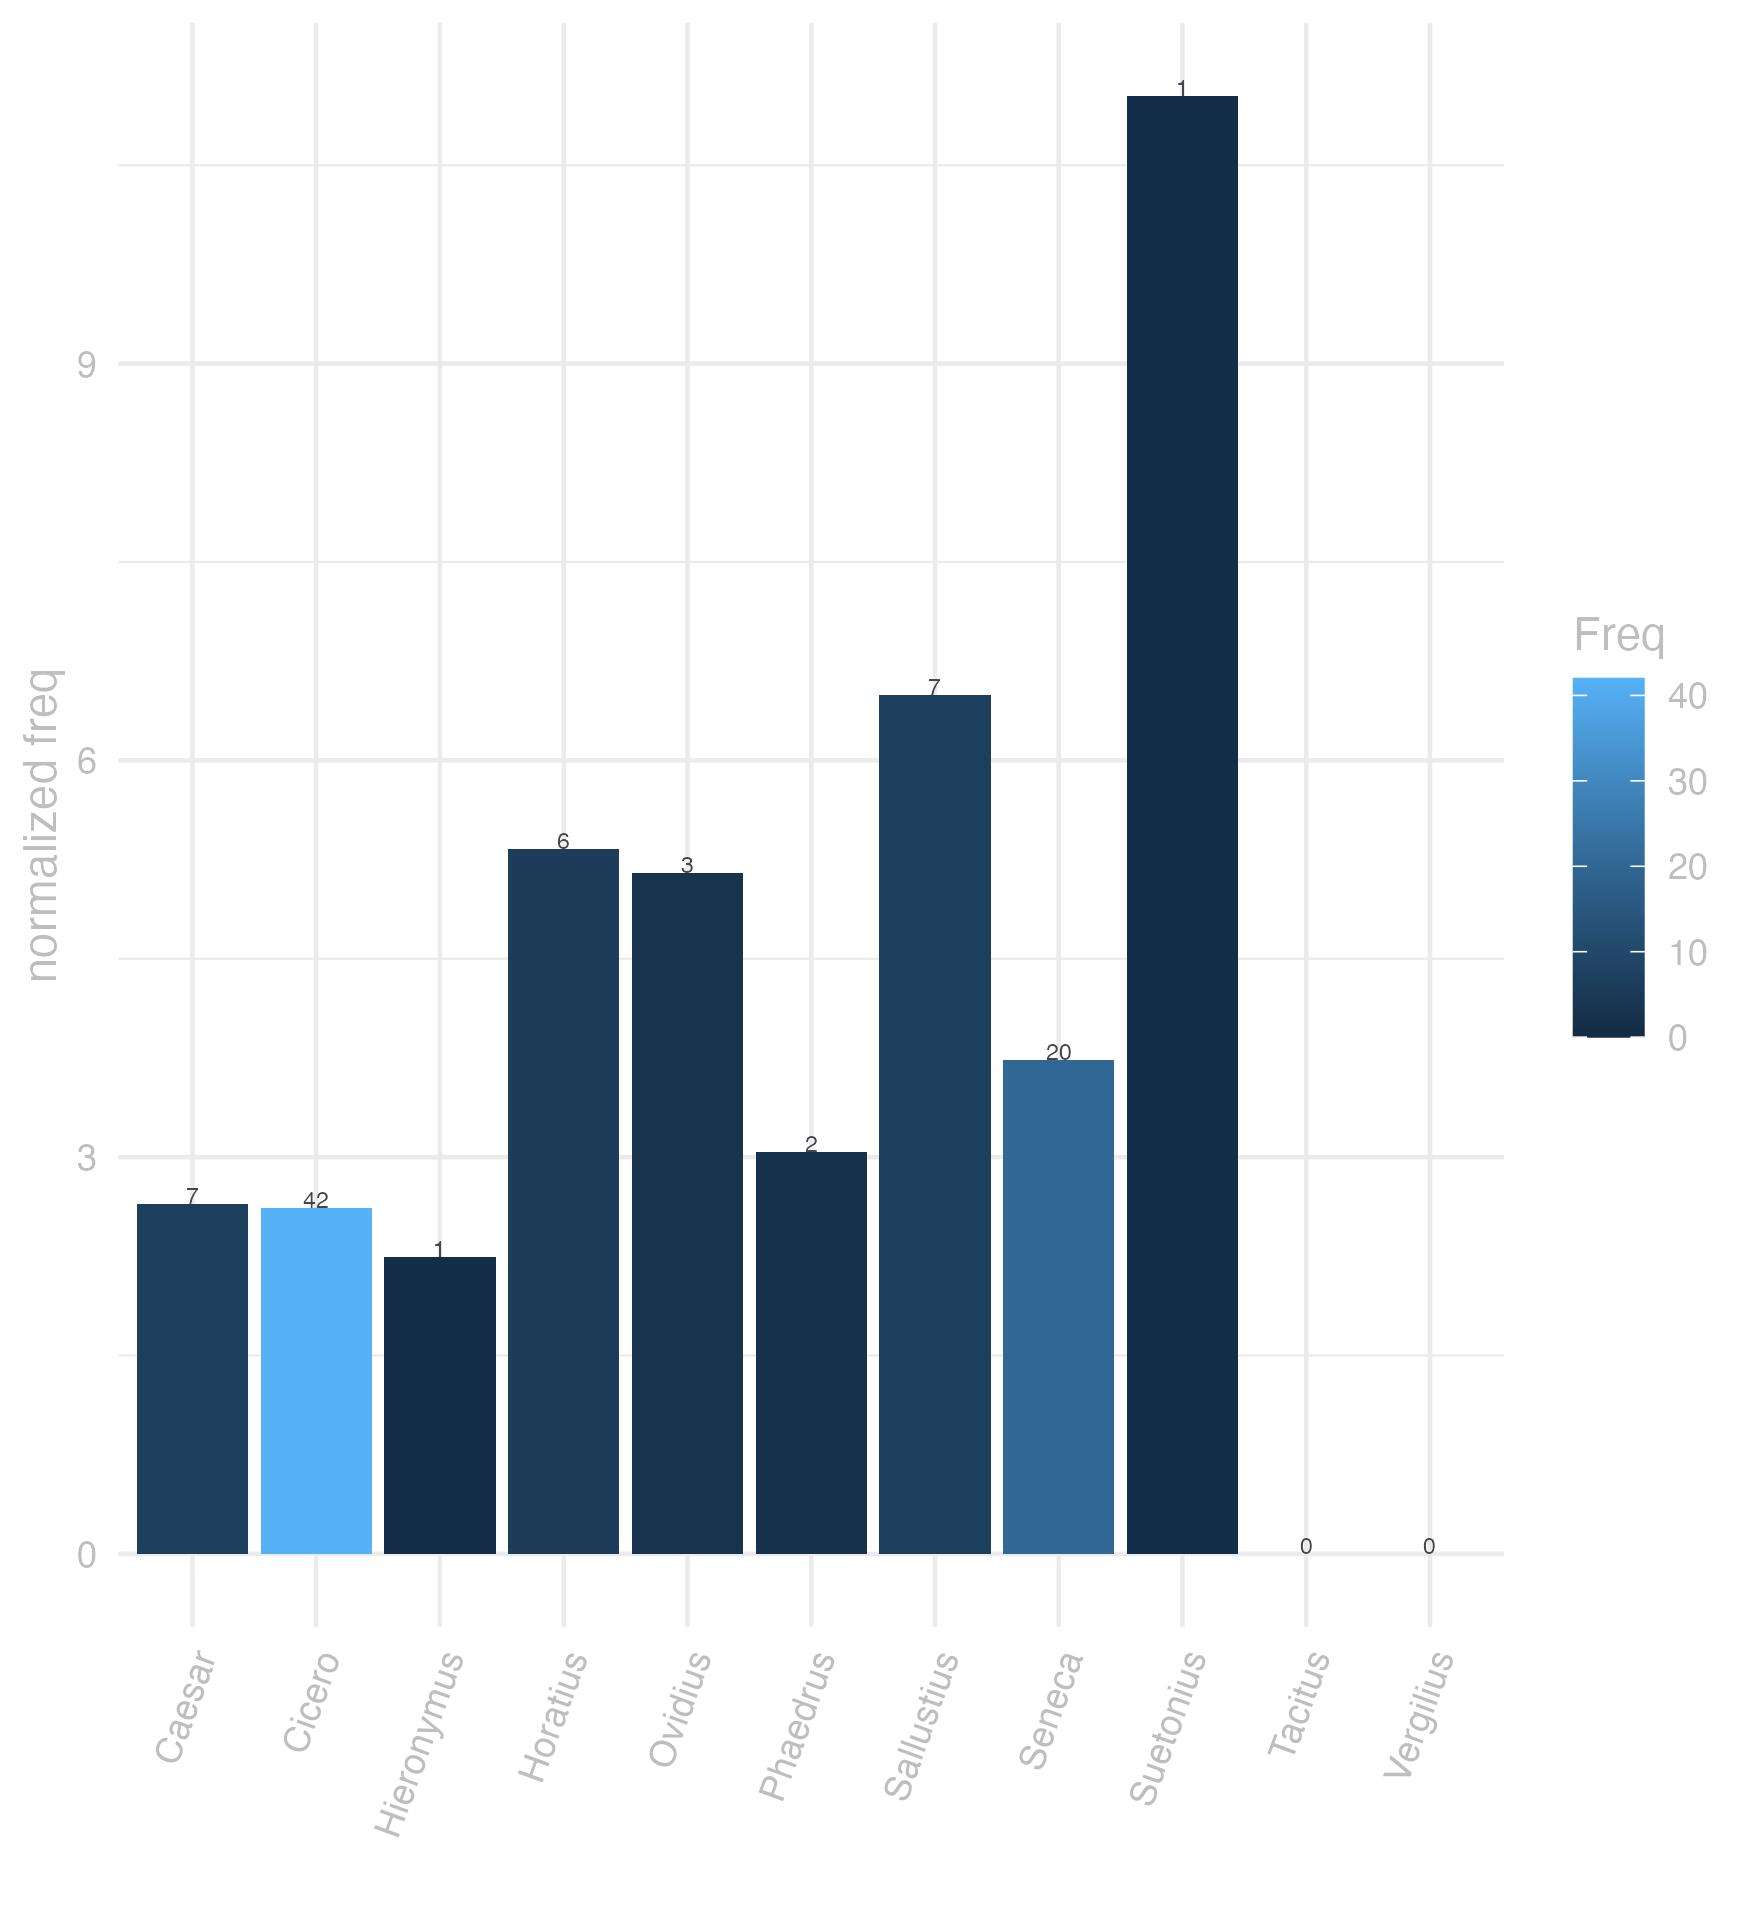 1
9
7
Freq
40
6
30
6
3
20
normalized freq
10
20
0
2
3
7
42
1
0
0
0
Caesar
Cicero
Hieronymus
Horatius
Ovidius
Phaedrus
Sallustius
Seneca
Suetonius
Tacitus
Vergilius